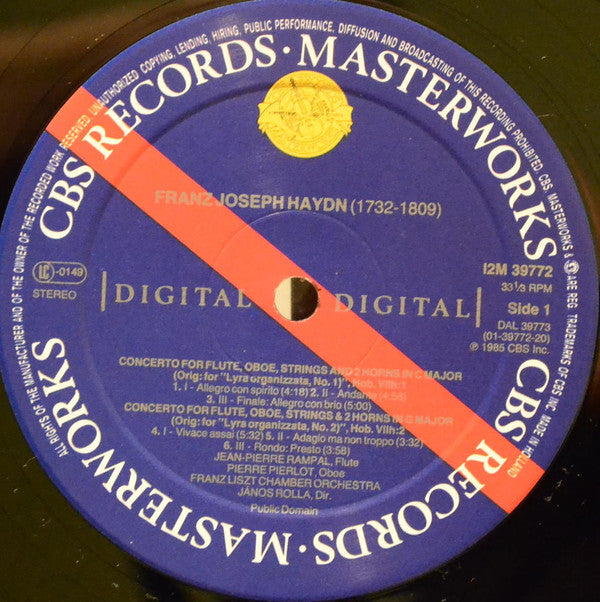 ALL RIGHTS OF THE MANUFACTURER AND OF THE OWNER OF THE RECORDED WORK RESERVED. UNAUTHORIZED COPYING, LENDING, HIRING, PUBLIC PERFORMANCE, DIFFUSION AND BROADCASTING OF THIS RECORDING PROHIBITED. CBS, MASTERWORKS & ARE REG. TRADEMARKS OF CBS INC. MADE IN HOLLAND
CBS RECORDS · MASTERWORKS
FRANZ JOSEPH HAYDN (1732-1809)
LC -0149
STEREO
I2M 39772
33 1/3 RPM
Side 1
DAL 39773
(01-39772-20)
℗ 1985 CBS Inc.
DIGITAL DIGITAL
CONCERTO FOR FLUTE, OBOE, STRINGS AND 2 HORNS IN C MAJOR
(Orig: for "Lyra organizzata, No. 1)", Hob. VIIh:1
1. I - Allegro con spirito (4:18) 2. II - Andante (4:58)
3. III - Finale: Allegro con brio (5:00)
CONCERTO FOR FLUTE, OBOE, STRINGS & 2 HORNS IN G MAJOR
(Orig: for "Lyra organizzata, No. 2)", Hob. VIIh:2
4. I - Vivace assai (5:32) 5. II - Adagio ma non troppo (3:32)
6. III - Rondo: Presto (3:58)
JEAN-PIERRE RAMPAL, Flute
PIERRE PIERLOT, Oboe
FRANZ LISZT CHAMBER ORCHESTRA
JÁNOS ROLLA, Dir.
Public Domain
CBS RECORDS · MASTERWORKS